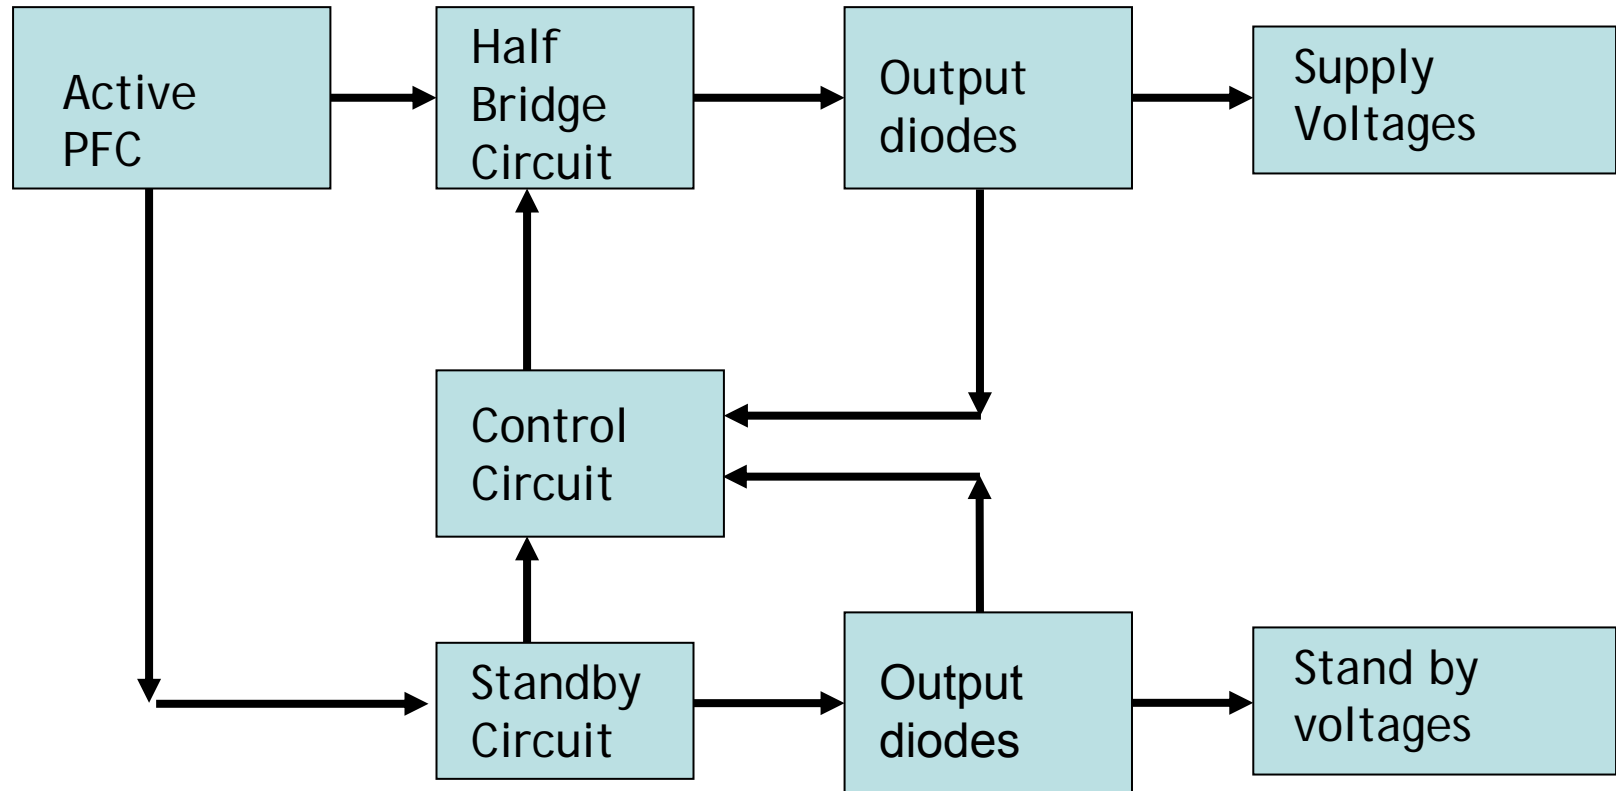 Active
PFC
Half
Bridge
Circuit
Output
diodes
Supply
Voltages
Control
Circuit
Standby
Circuit
Output
diodes
Stand by
voltages